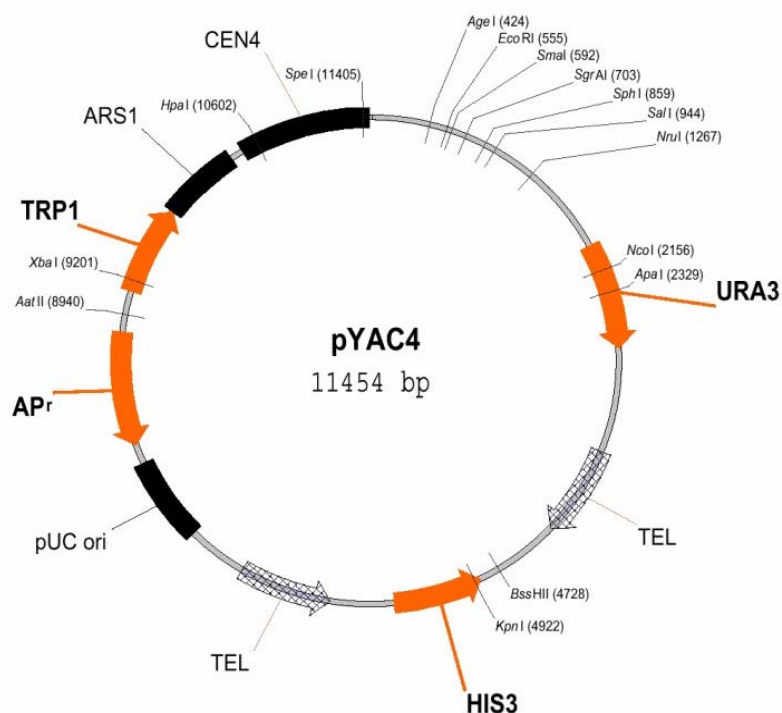 CEN4
SpeI (11405)
HpaI (10602)
ARS1
TRP1
XbaI (9201)
AatII (8940)
APr
pUC ori
TEL
HIS3
KpnI (4922)
BssHII (4728)
TEL
URA3
ApaI (2329)
NcoI (2156)
NruI (1267)
SalI (944)
SphI (859)
SgrAI (703)
SmaI (592)
EcoRI (555)
AgeI (424)
pYAC4
11454 bp